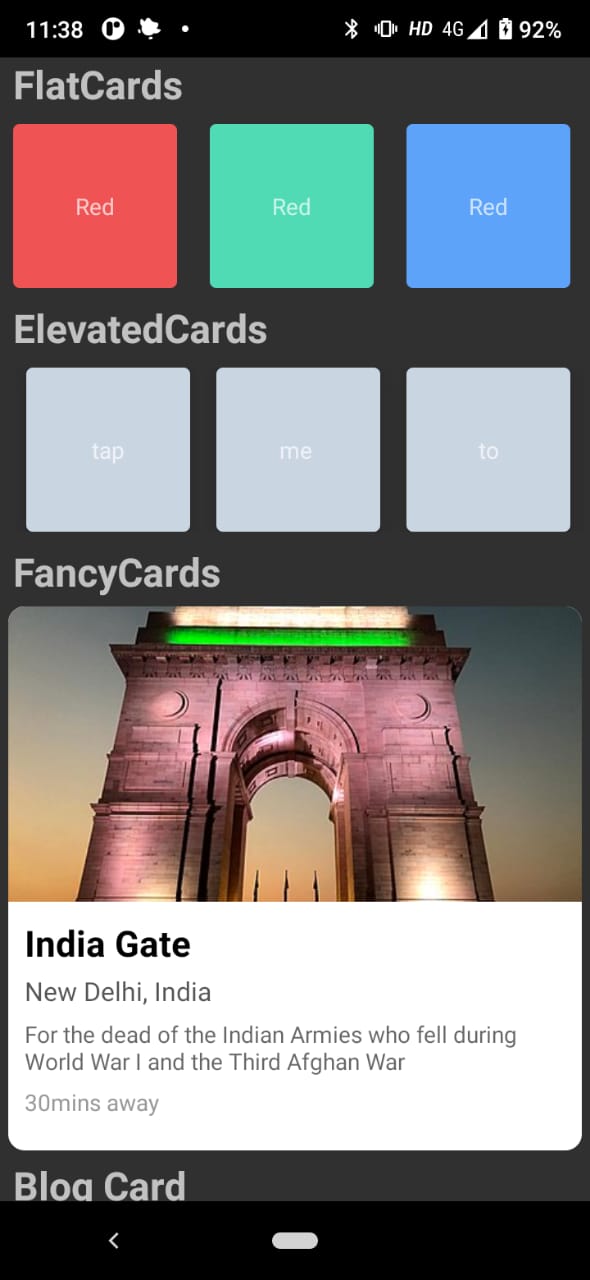 11:38 HD 4G 92%
FlatCards
Red Red Red
ElevatedCards
tap me to
FancyCards
India Gate
New Delhi, India
For the dead of the Indian Armies who fell during
World War I and the Third Afghan War
30mins away
Blog Card